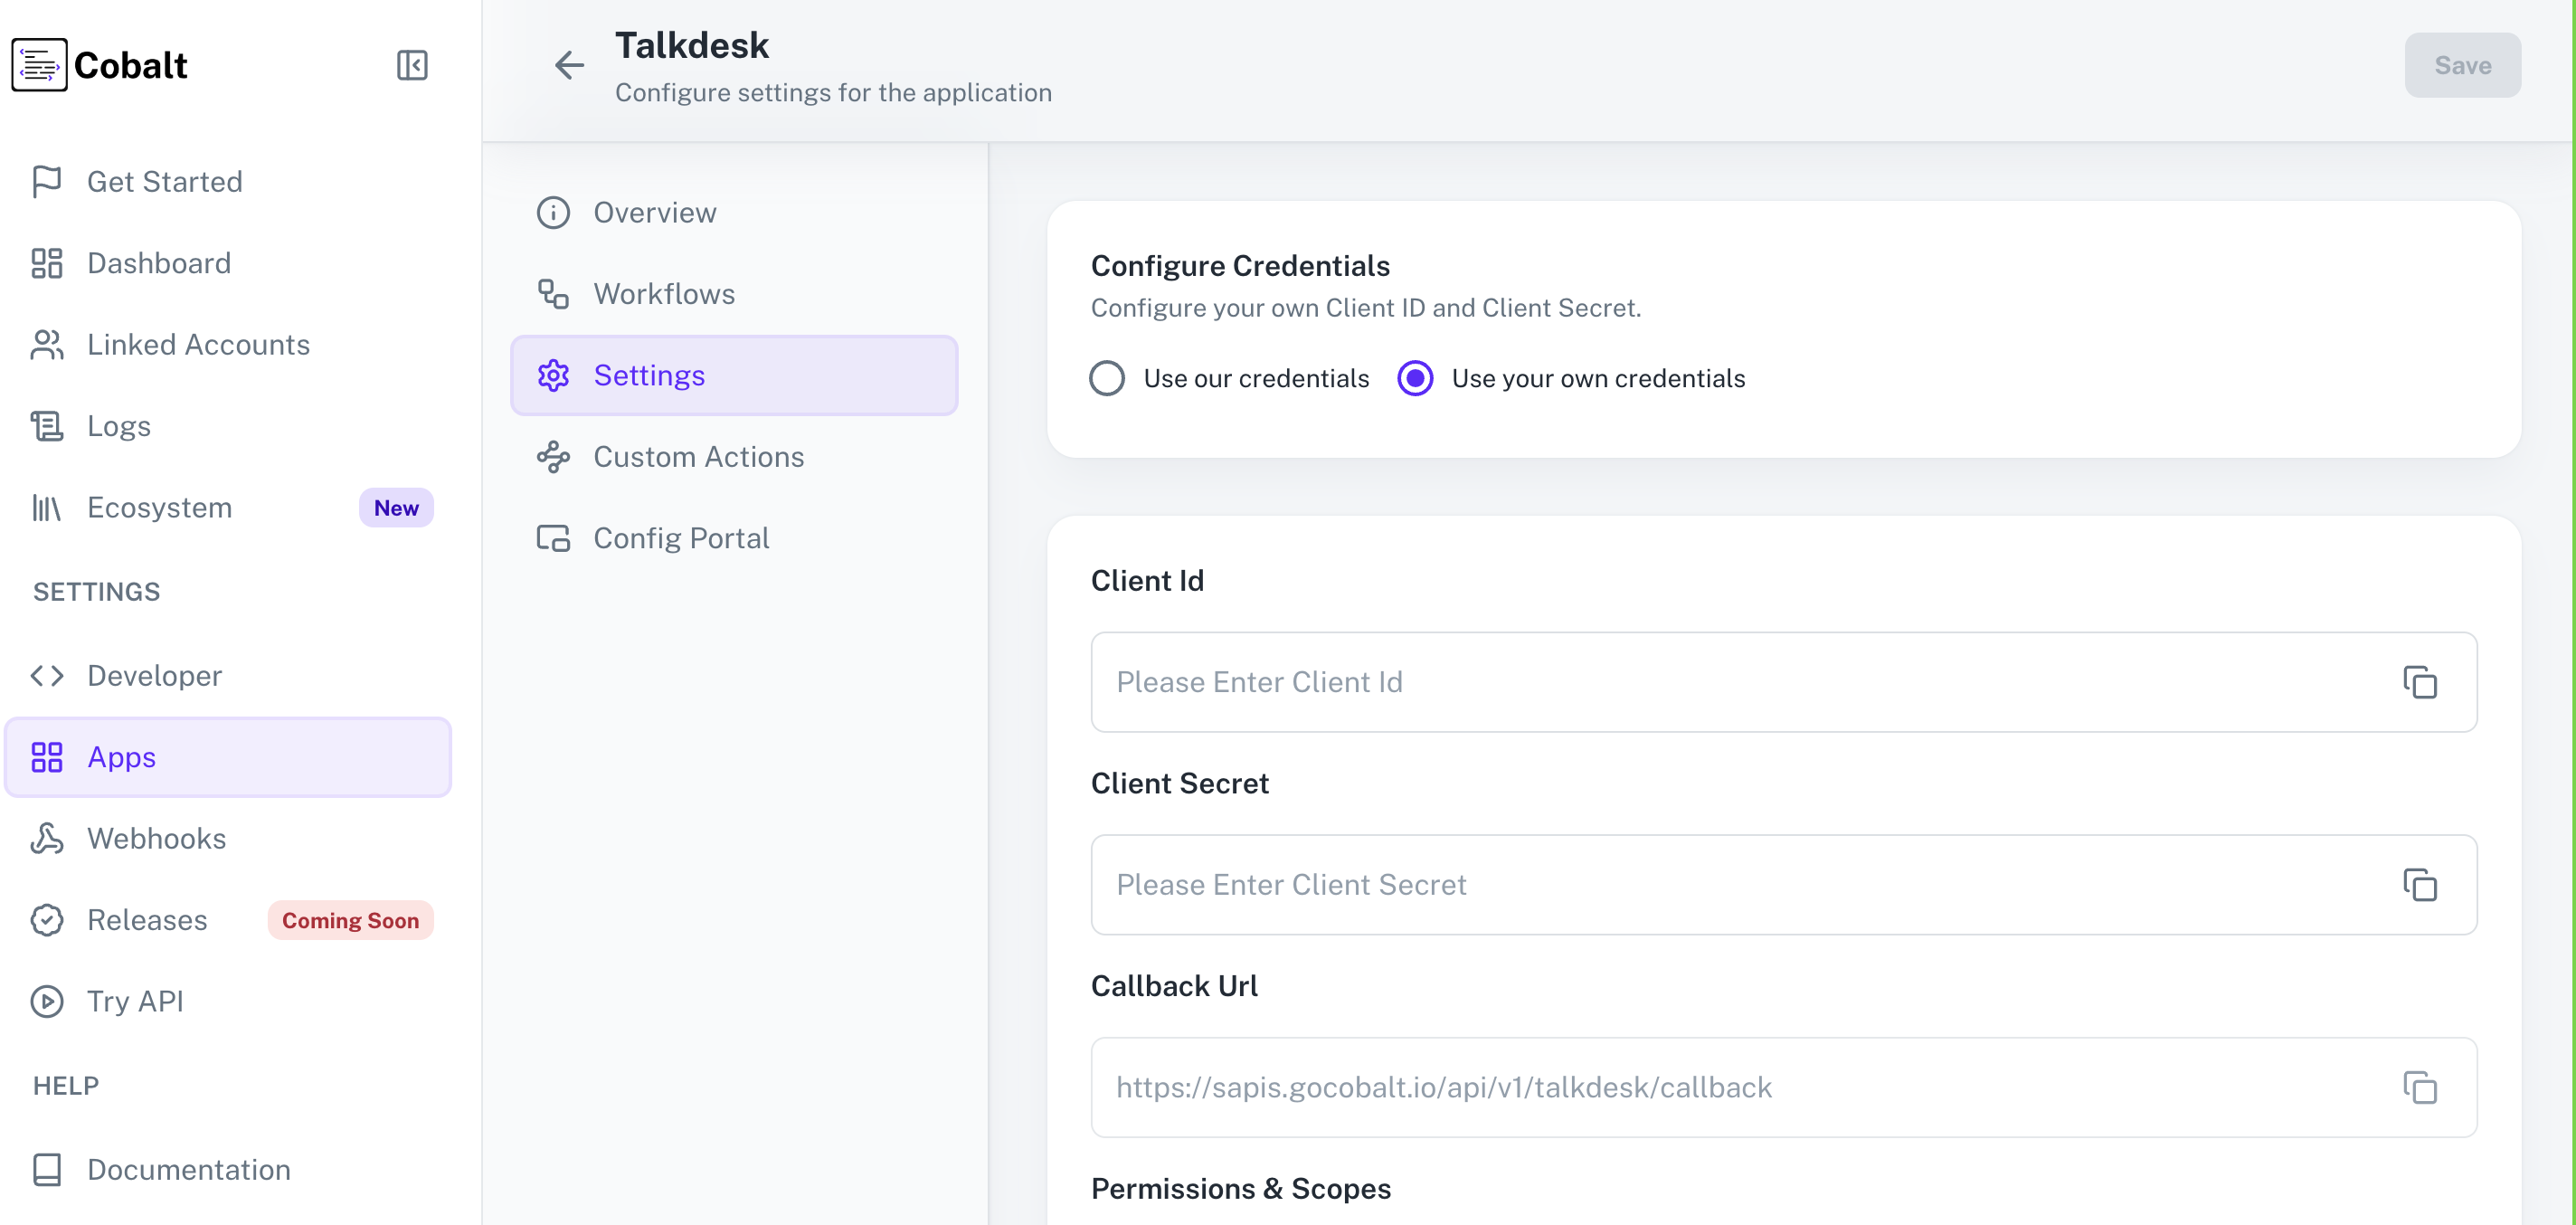 Cobalt
Get Started
Dashboard
Linked Accounts
Logs
Ecosystem New
SETTINGS
Developer
Apps
Webhooks
Releases Coming Soon
Try API
HELP
Documentation
Talkdesk
Configure settings for the application
Save
Overview
Workflows
Settings
Custom Actions
Config Portal
Configure Credentials
Configure your own Client ID and Client Secret.
Use our credentials Use your own credentials
Client Id
Please Enter Client Id
Client Secret
Please Enter Client Secret
Callback Url
https://sapis.gocobalt.io/api/v1/talkdesk/callback
Permissions & Scopes